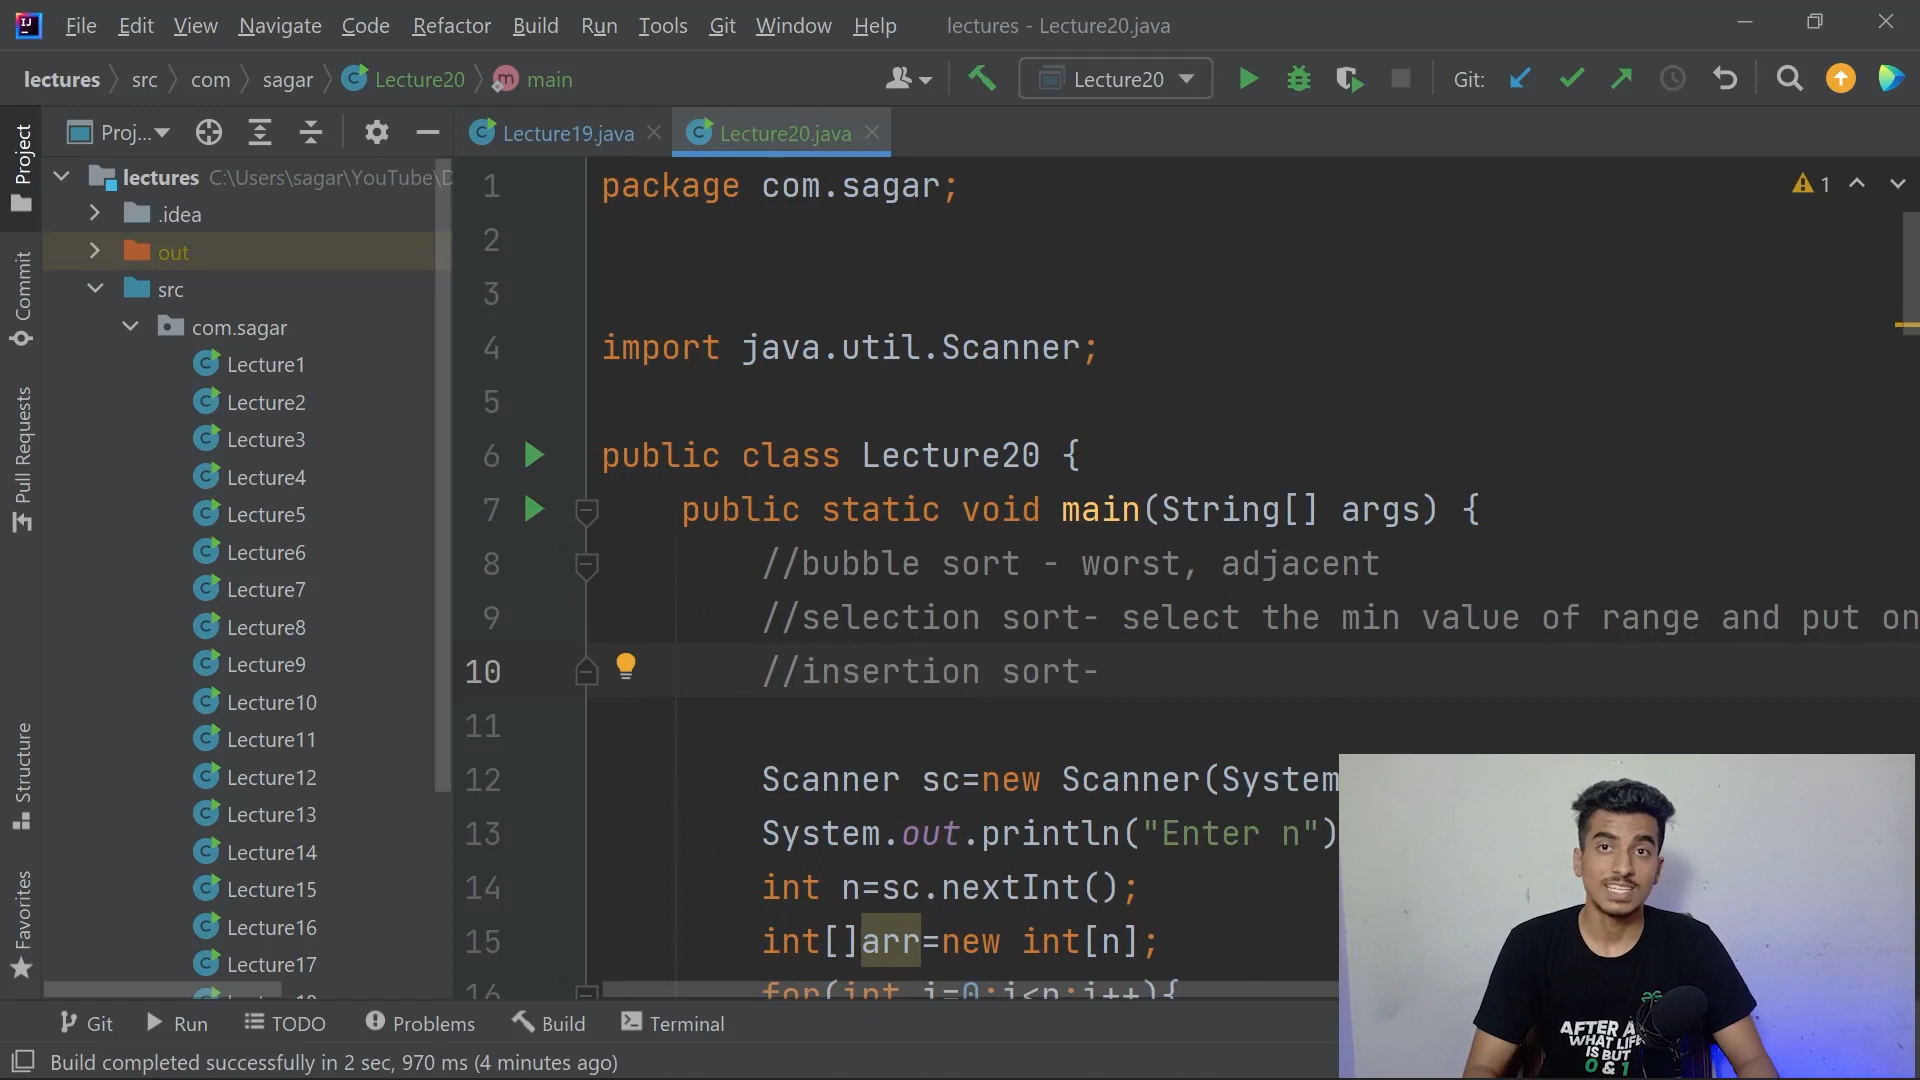 File Edit View Navigate Code Refactor Build Run Tools Git Window Help lectures - Lecture20.java
lectures src com sagar Lecture20 main Lecture20 Git:
Proj... Lecture19.java Lecture20.java
Project
Commit
Pull Requests
Structure
Favorites
lectures C:\Users\sagar\YouTube\
.idea
out
src
com.sagar
Lecture1
Lecture2
Lecture3
Lecture4
Lecture5
Lecture6
Lecture7
Lecture8
Lecture9
Lecture10
Lecture11
Lecture12
Lecture13
Lecture14
Lecture15
Lecture16
Lecture17
1 package com.sagar; 1
2
3
4 import java.util.Scanner;
5
6 public class Lecture20 {
7 public static void main(String[] args) {
8 //bubble sort - worst, adjacent
9 //selection sort- select the min value of range and put on
10 //insertion sort-
11
12 Scanner sc=new Scanner(System
13 System.out.println("Enter n")
14 int n=sc.nextInt();
15 int[]arr=new int[n];
16 for(int i=0;i<n;i++){
AFTER A
WHAT LIFE
IS BUT
0 & 1
Git Run TODO Problems Build Terminal
Build completed successfully in 2 sec, 970 ms (4 minutes ago)